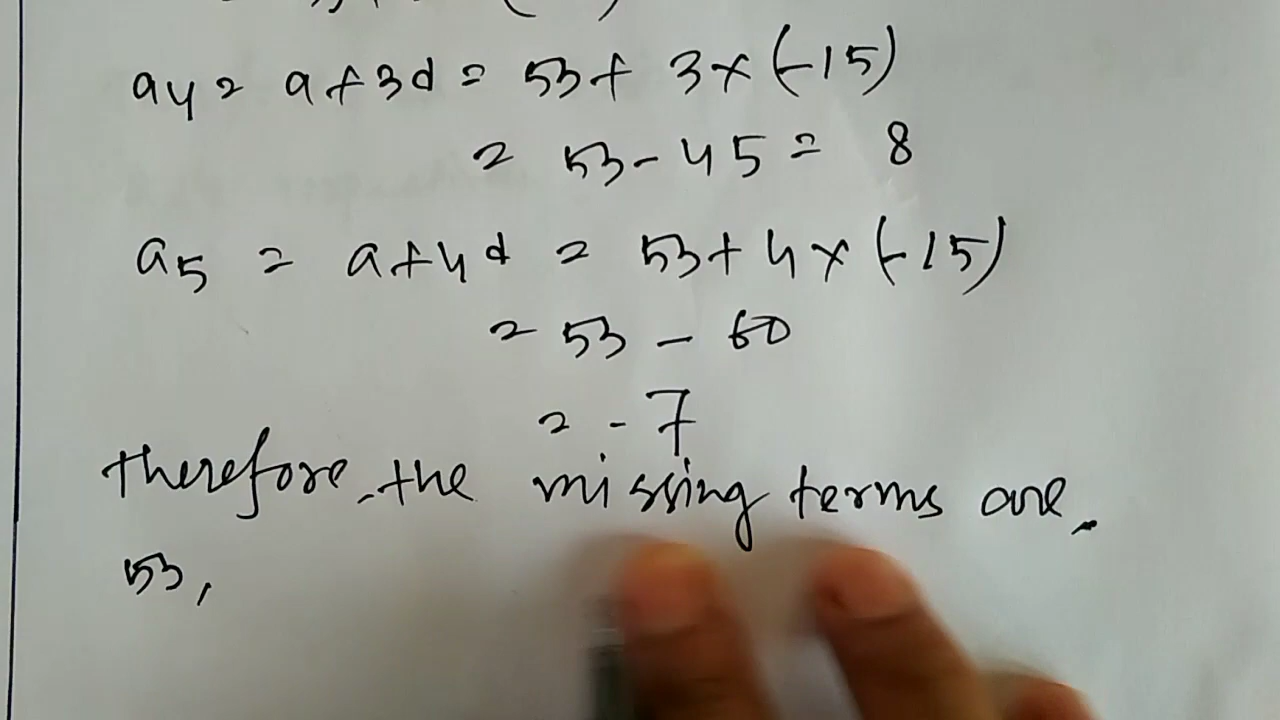 a4 = a+3d = 53+ 3×(-15)
= 53-45 = 8
a5 = a+4d = 53+4×(-15)
= 53 - 60
= -7
therefore, the missing terms are,
53,